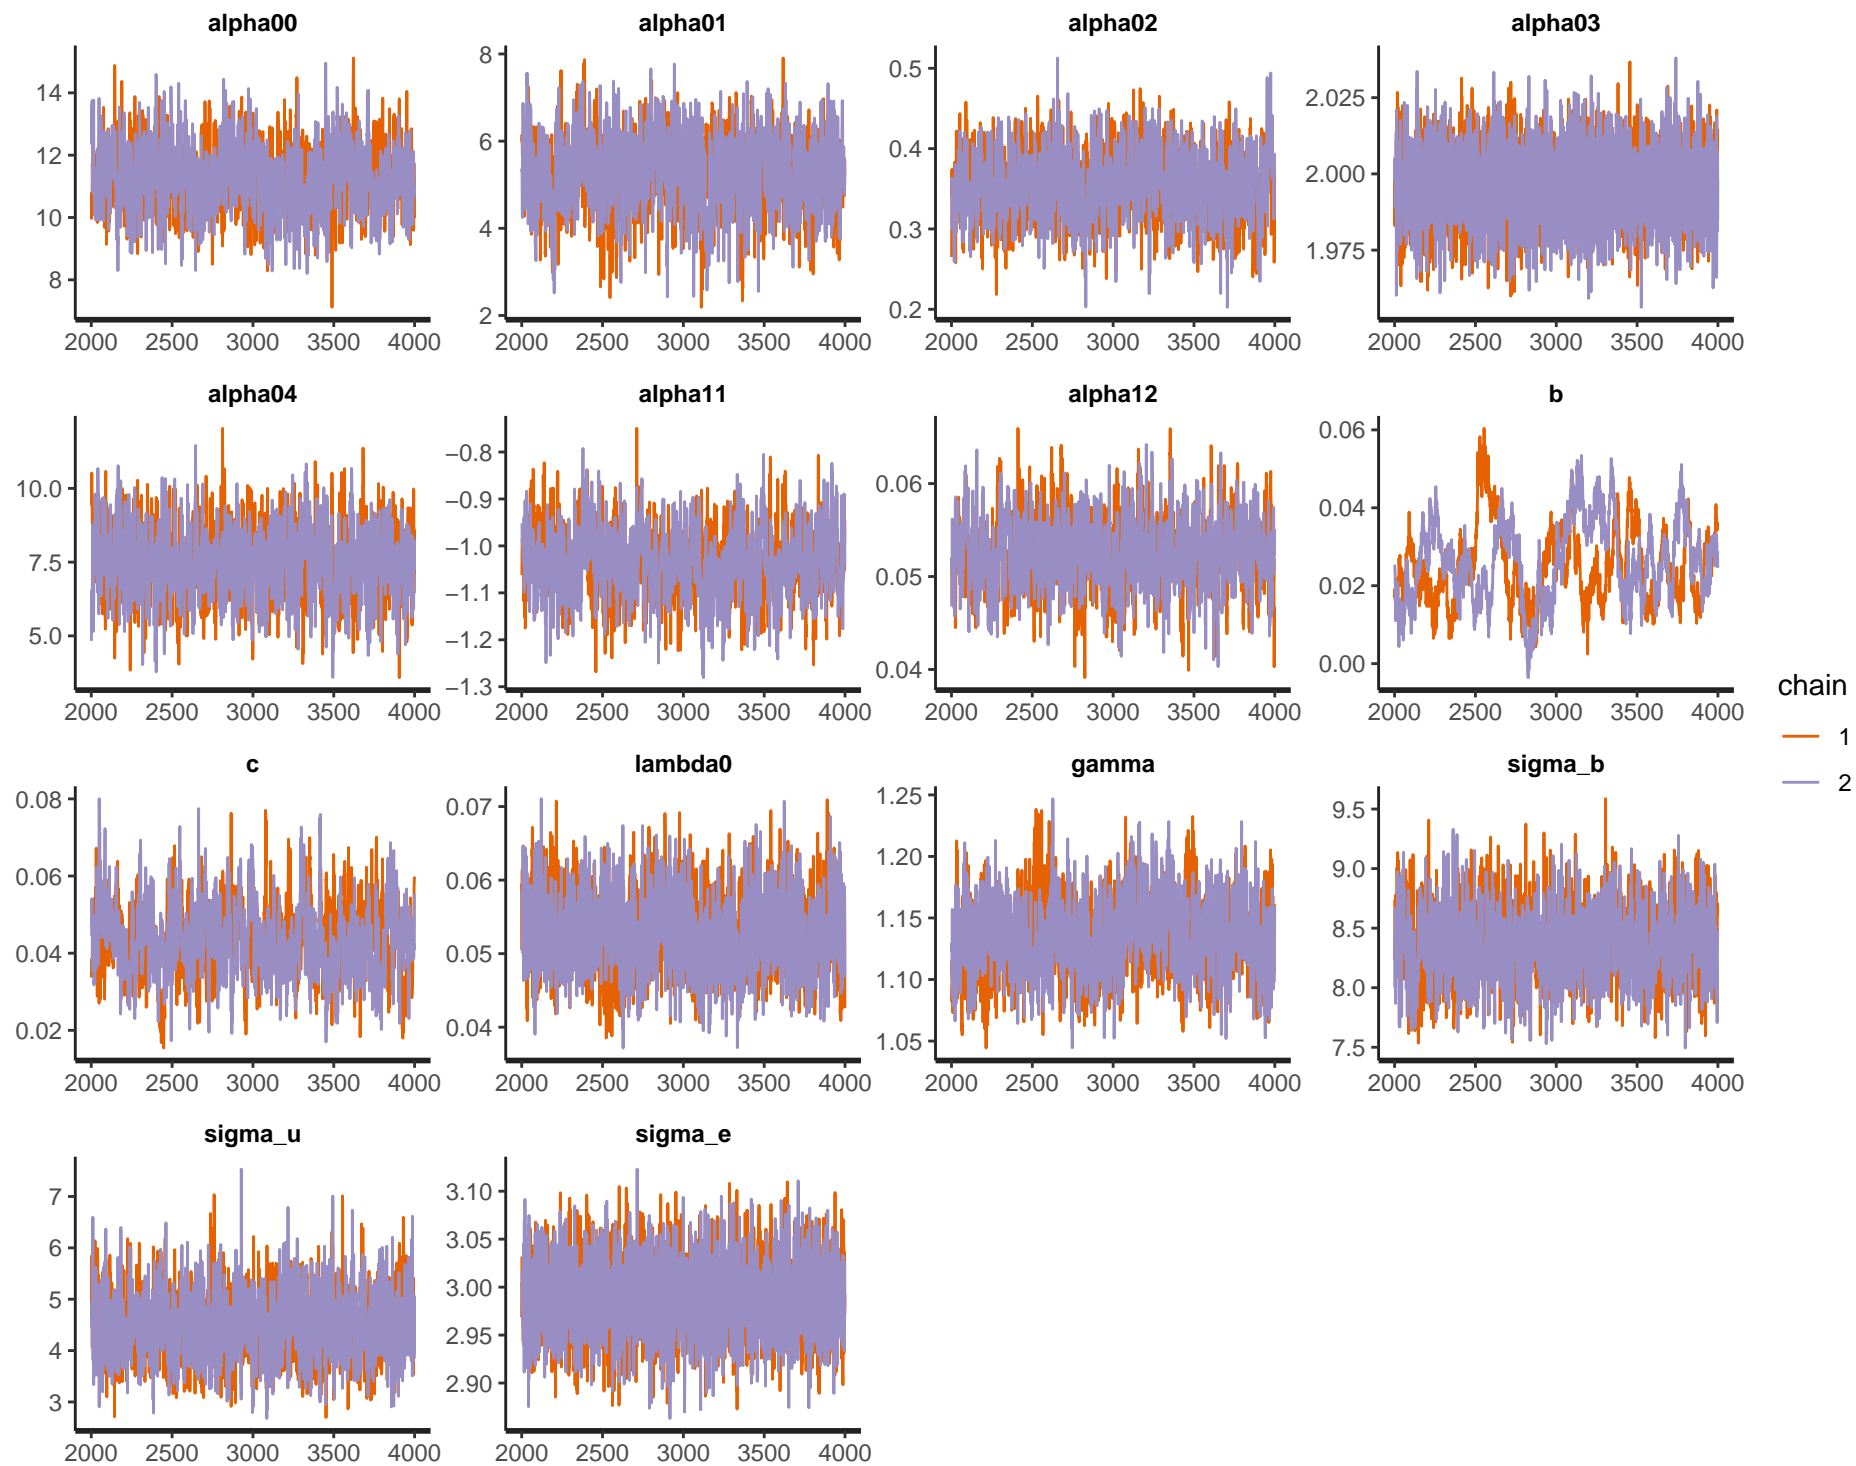 alpha00 alpha01 alpha02 alpha03
14 12 10 8
8 6 4 2
0.5 0.4 0.3 0.2
2.025 2.000 1.975
2000 2500 3000 3500 4000 2000 2500 3000 3500 4000 2000 2500 3000 3500 4000 2000 2500 3000 3500 4000
alpha04 alpha11 alpha12 b
10.0 7.5 5.0
−0.8 −0.9 −1.0 −1.1 −1.2 −1.3
0.06 0.05 0.04
0.06 0.04 0.02 0.00
2000 2500 3000 3500 4000 2000 2500 3000 3500 4000 2000 2500 3000 3500 4000 2000 2500 3000 3500 4000
chain
1
2
c lambda0 gamma sigma_b
0.08 0.06 0.04 0.02
0.07 0.06 0.05 0.04
1.25 1.20 1.15 1.10 1.05
9.5 9.0 8.5 8.0 7.5
2000 2500 3000 3500 4000 2000 2500 3000 3500 4000 2000 2500 3000 3500 4000 2000 2500 3000 3500 4000
sigma_u sigma_e
7 6 5 4 3
3.10 3.05 3.00 2.95 2.90
2000 2500 3000 3500 4000 2000 2500 3000 3500 4000